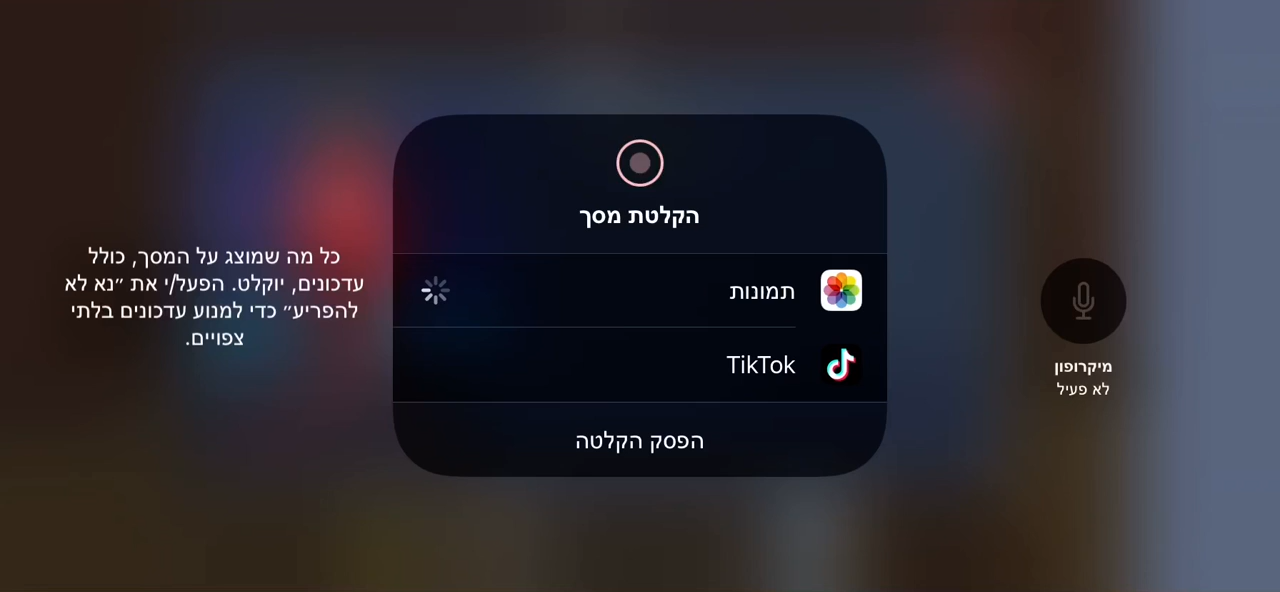 הקלטת מסך
תמונות
TikTok
הפסק הקלטה
מיקרופון
לא פעיל
כל מה שמוצג על המסך, כולל
עדכונים, יוקלט. הפעל/י את ״נא לא
להפריע״ כדי למנוע עדכונים בלתי
צפויים.